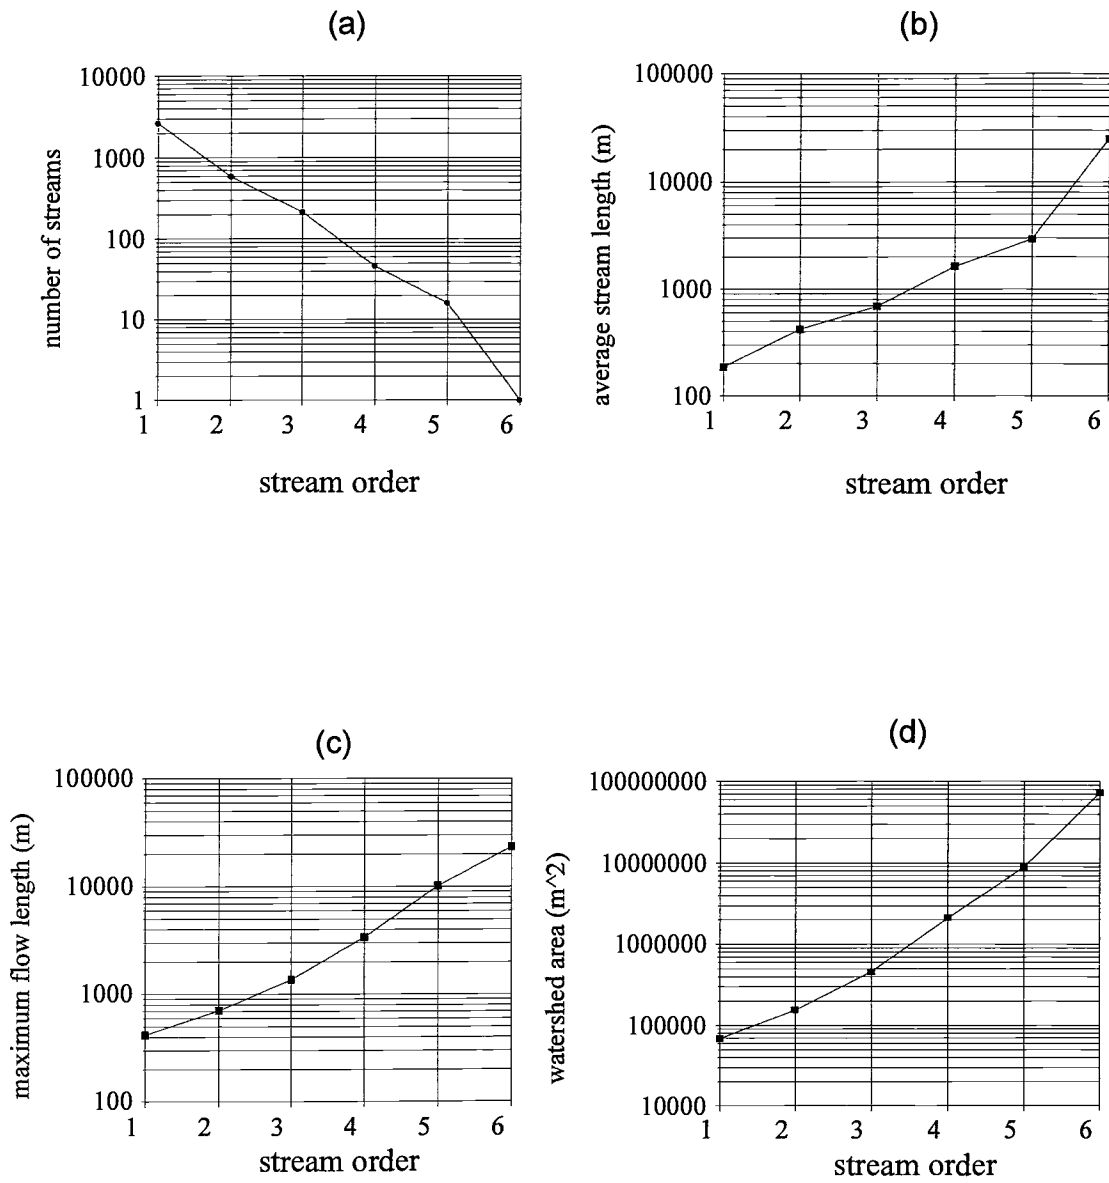 (a)
10000
1000
100
10
1
number of streams
1 2 3 4 5 6
stream order
(b)
100000
10000
1000
100
average stream length (m)
1 2 3 4 5 6
stream order
(c)
100000
10000
1000
100
maximum flow length (m)
1 2 3 4 5 6
stream order
(d)
100000000
10000000
1000000
100000
10000
watershed area (m^2)
1 2 3 4 5 6
stream order